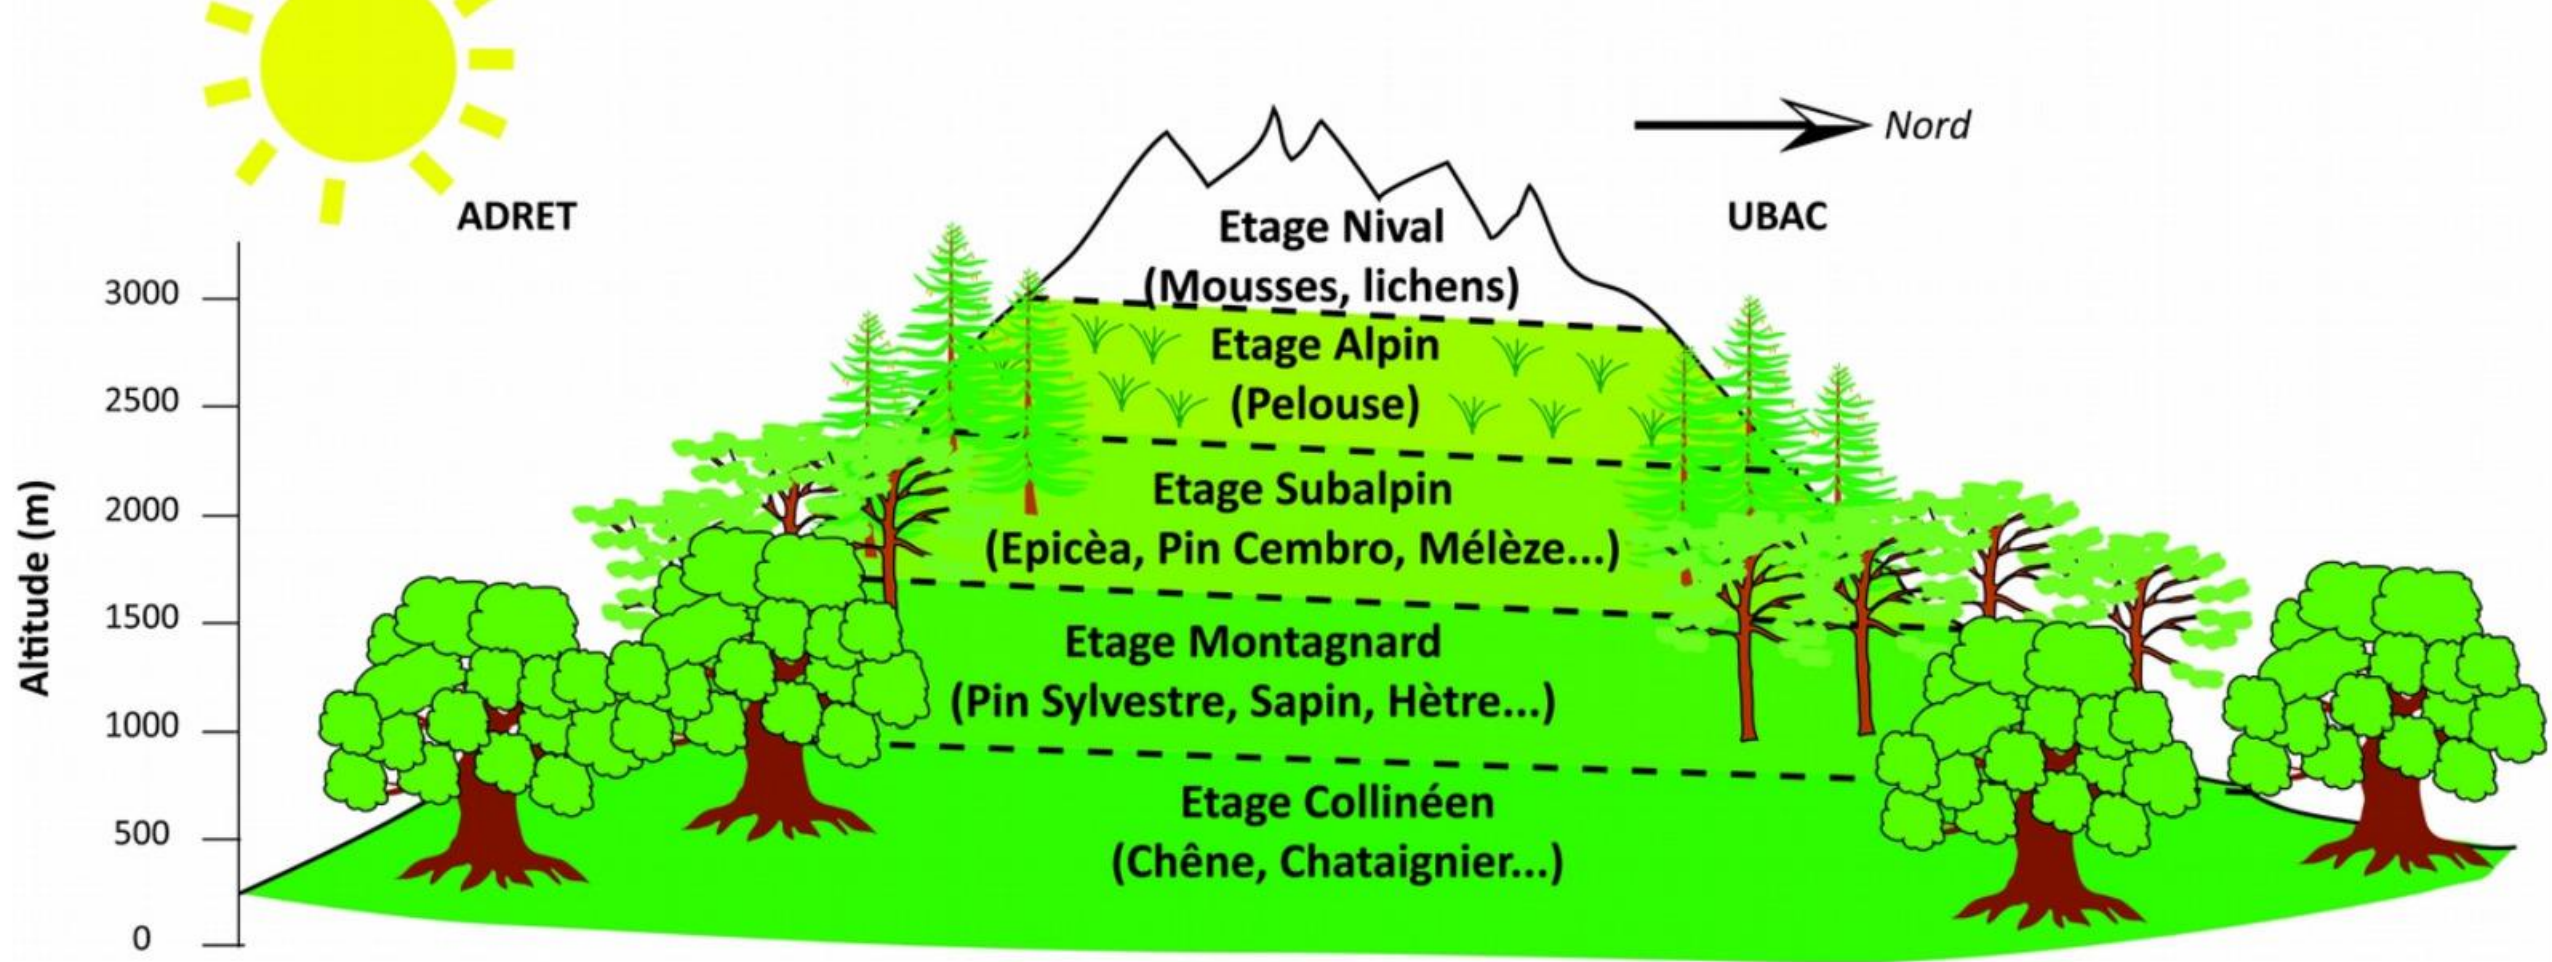 Nord
ADRET
UBAC
Etage Nival
(Mousses, lichens)
Etage Alpin
(Pelouse)
Etage Subalpin
(Epicèa, Pin Cembro, Mélèze...)
Etage Montagnard
(Pin Sylvestre, Sapin, Hètre...)
Etage Collinéen
(Chêne, Chataignier...)
Altitude (m)
3000
2500
2000
1500
1000
500
0